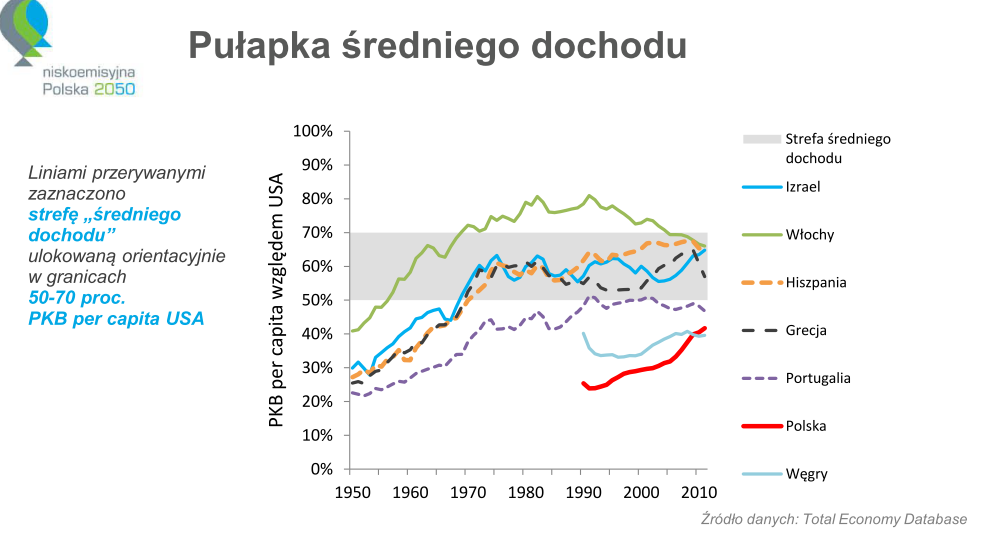 Pułapka średniego dochodu
niskoemisyjna
Polska 2050
Liniami przerywanymi
zaznaczono
strefę „średniego
dochodu”
ulokowaną orientacyjnie
w granicach
50-70 proc.
PKB per capita USA
PKB per capita względem USA
100%
90%
80%
70%
60%
50%
40%
30%
20%
10%
0%
1950 1960 1970 1980 1990 2000 2010
Strefa średniego
dochodu
Izrael
Włochy
Hiszpania
Grecja
Portugalia
Polska
Węgry
Źródło danych: Total Economy Database